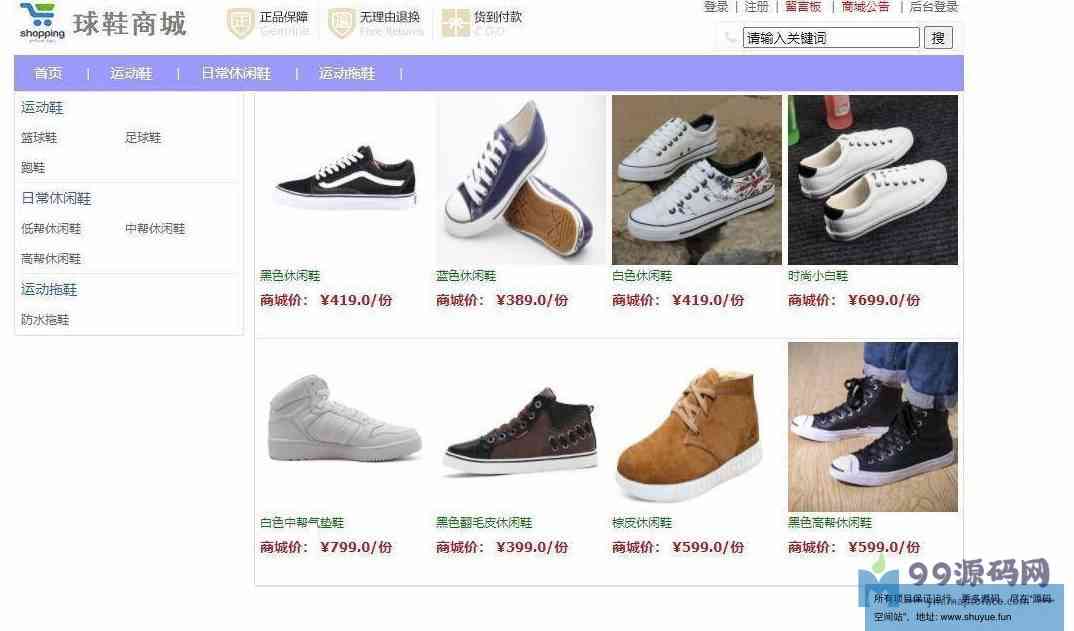 shopping
球鞋商城
正
正品保障
Genuine
退
无理由退换
Free Returns
货到付款
C.O.D
登录 | 注册 | 留言板 | 商城公告 | 后台登录
请输入关键词 搜
首页 | 运动鞋 | 日常休闲鞋 | 运动拖鞋 |
运动鞋
篮球鞋 足球鞋
跑鞋
日常休闲鞋
低帮休闲鞋 中帮休闲鞋
高帮休闲鞋
运动拖鞋
防水拖鞋
黑色休闲鞋 蓝色休闲鞋 白色休闲鞋 时尚小白鞋
商城价: ¥419.0/份 商城价: ¥389.0/份 商城价: ¥419.0/份 商城价: ¥699.0/份
白色中帮气垫鞋 黑色翻毛皮休闲鞋 棕皮休闲鞋 黑色高帮休闲鞋
商城价: ¥799.0/份 商城价: ¥399.0/份 商城价: ¥599.0/份 商城价: ¥599.0/份
99源码网
所有项目保证运行，更多源码，尽在“源码
空间站”，地址: www.shuyue.fun